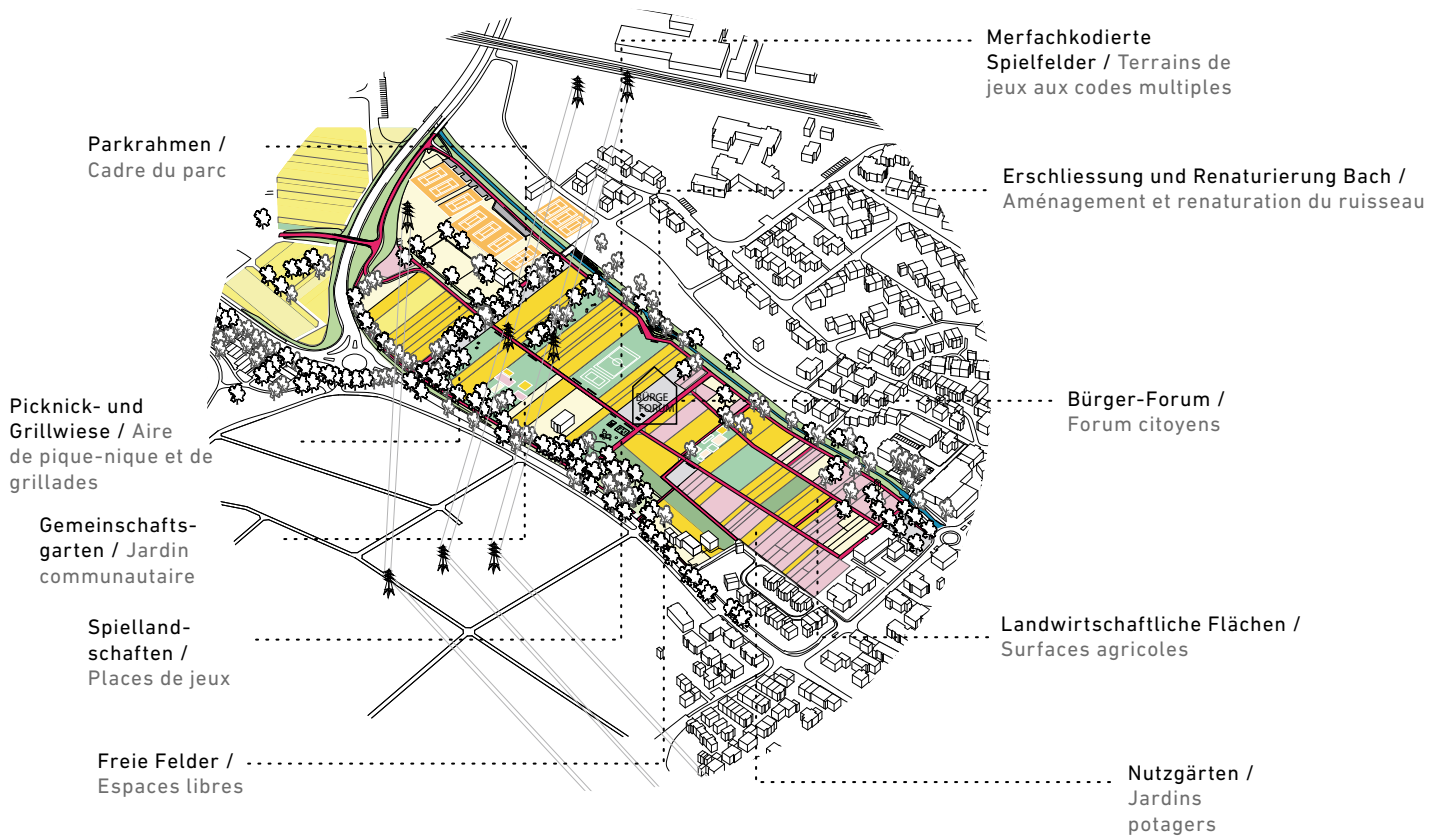 Merfachkodierte
Spielfelder / Terrains de
jeux aux codes multiples
Parkrahmen /
Cadre du parc
Erschliessung und Renaturierung Bach /
Aménagement et renaturation du ruisseau
Picknick- und
Grillwiese / Aire
de pique-nique et de
grillades
BÜRGE
FORUM
Bürger-Forum /
Forum citoyens
Gemeinschafts-
garten / Jardin
communautaire
Spielland-
schaften /
Places de jeux
Landwirtschaftliche Flächen /
Surfaces agricoles
Freie Felder /
Espaces libres
Nutzgärten /
Jardins
potagers